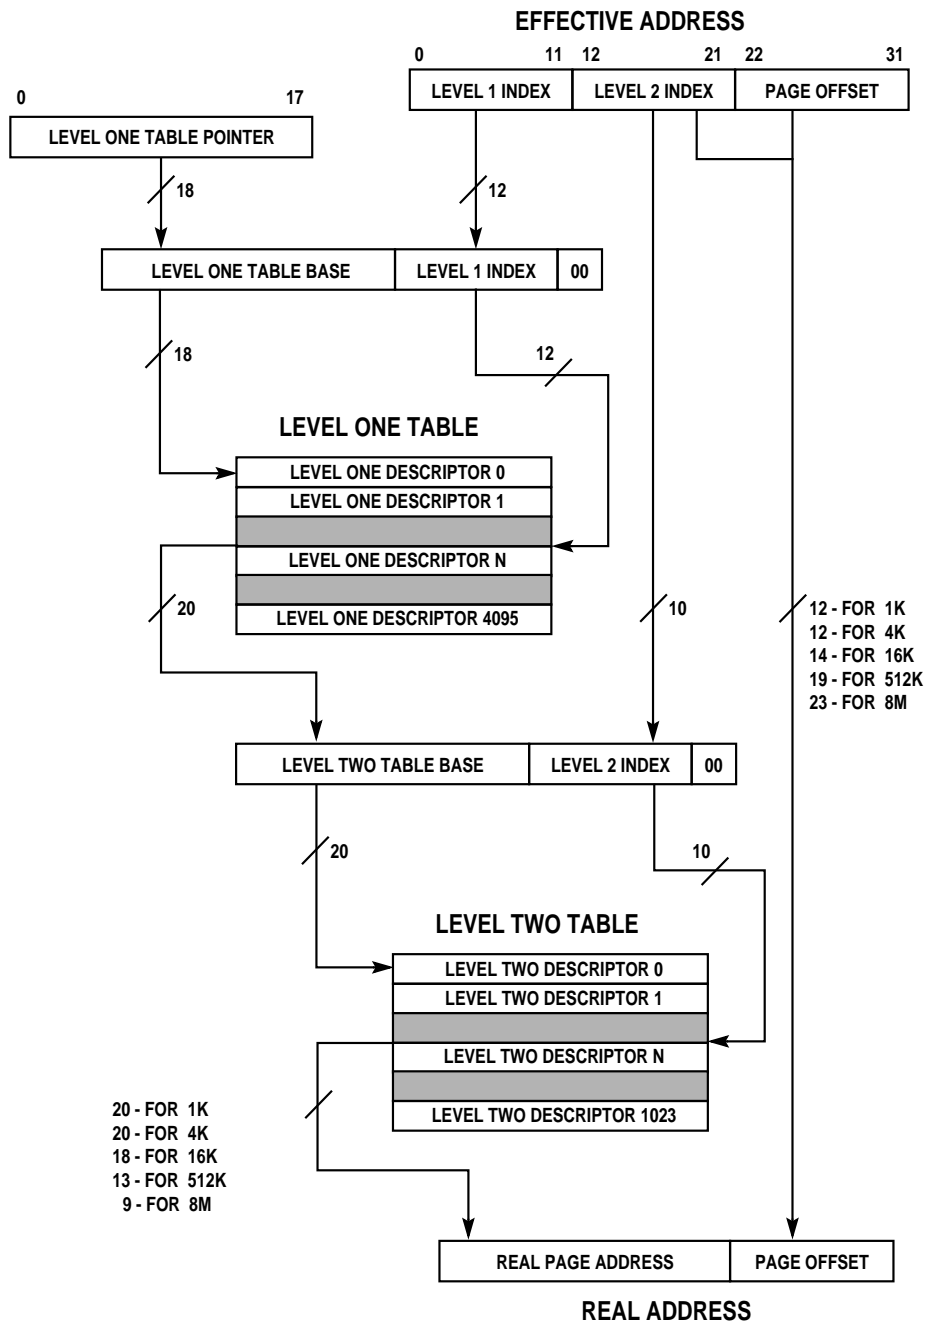 EFFECTIVE ADDRESS
0 11 12 21 22 31
LEVEL 1 INDEX LEVEL 2 INDEX PAGE OFFSET
0 17
LEVEL ONE TABLE POINTER
18 12
LEVEL ONE TABLE BASE LEVEL 1 INDEX 00
18 12
LEVEL ONE TABLE
LEVEL ONE DESCRIPTOR 0
LEVEL ONE DESCRIPTOR 1
LEVEL ONE DESCRIPTOR N
LEVEL ONE DESCRIPTOR 4095
20 10
12 - FOR 1K
12 - FOR 4K
14 - FOR 16K
19 - FOR 512K
23 - FOR 8M
LEVEL TWO TABLE BASE LEVEL 2 INDEX 00
20 10
LEVEL TWO TABLE
LEVEL TWO DESCRIPTOR 0
LEVEL TWO DESCRIPTOR 1
LEVEL TWO DESCRIPTOR N
LEVEL TWO DESCRIPTOR 1023
20 - FOR 1K
20 - FOR 4K
18 - FOR 16K
13 - FOR 512K
9 - FOR 8M
REAL PAGE ADDRESS PAGE OFFSET
REAL ADDRESS